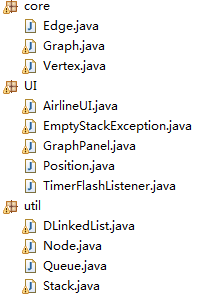 core
Edge.java
Graph.java
Vertex.java
UI
AirlineUI.java
EmptyStackException.java
GraphPanel.java
Position.java
TimerFlashListener.java
util
DLinkedList.java
Node.java
Queue.java
Stack.java